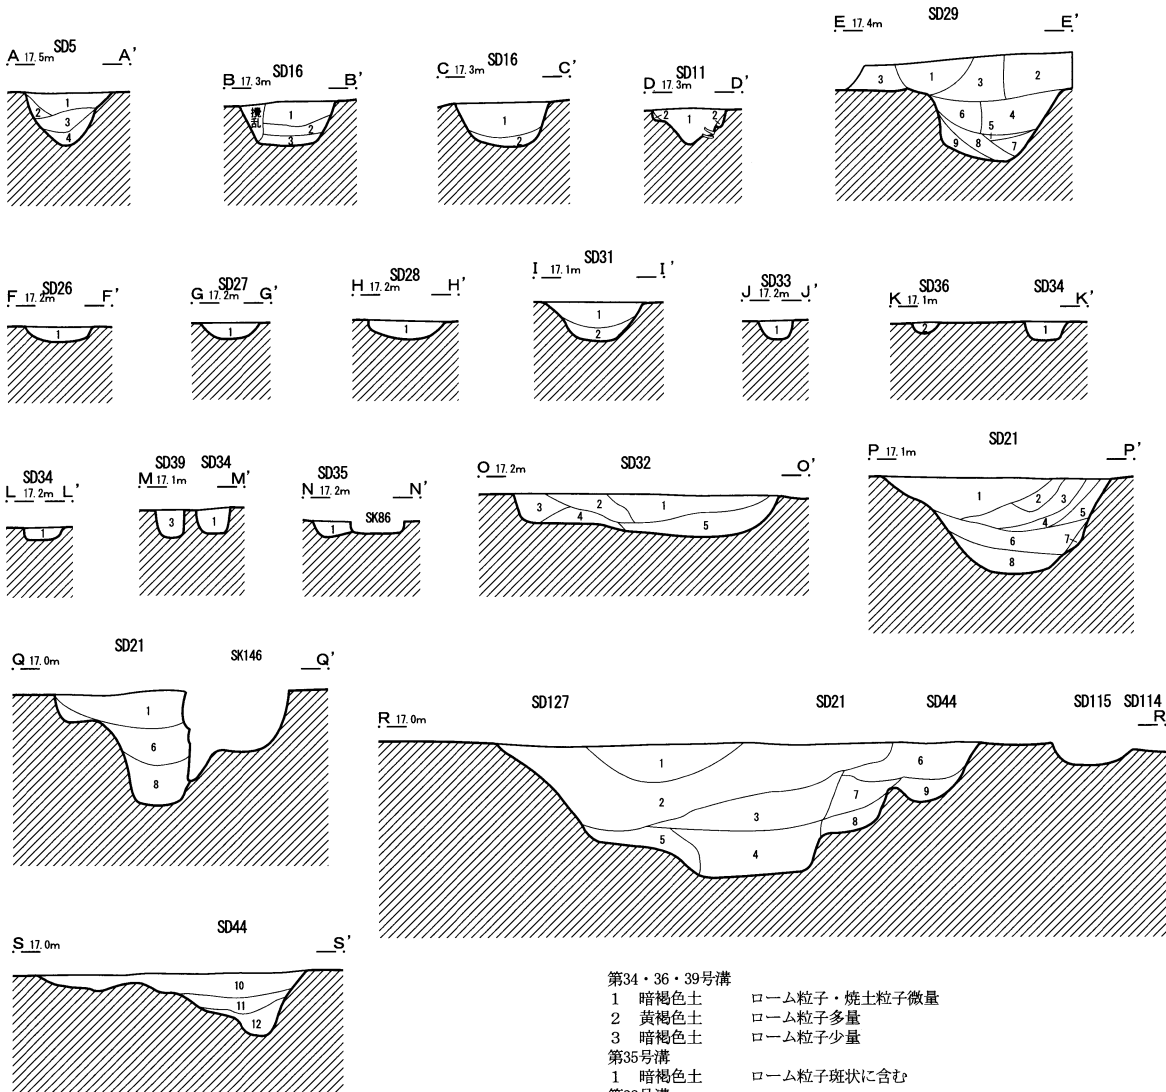 SD5
A 17.5m A'
1
2
3
4
SD16
B 17.3m B'
攪乱
1
2
3
SD16
C 17.3m C'
1
2
SD11
D 17.3m D'
2 1 2
SD29
E 17.4m E'
3 1 3 2
6 4
5
1
9 8 7
SD26
F 17.2m F'
1
SD27
G 17.2m G'
1
SD28
H 17.2m H'
1
SD31
I 17.1m I'
1
2
SD33
J 17.2m J'
1
SD36 SD34
K 17.1m K'
2 1
SD34
L 17.2m L'
1
SD39 SD34
M 17.1m M'
3 1
SD35
N 17.2m N'
SK86
1
SD32
O 17.2m O'
3 2 1
4 5
SD21
P 17.1m P'
1 2 3
4 5
6 7
8
SD21
SK146
Q 17.0m Q'
1
6
8
SD127 SD21 SD44 SD115 SD114
R 17.0m R
1 6
2 7 9
3 8
5 4
SD44
S 17.0m S'
10
11
12
第34・36・39号溝
1 暗褐色土 ローム粒子・焼土粒子微量
2 黄褐色土 ローム粒子多量
3 暗褐色土 ローム粒子少量
第35号溝
1 暗褐色土 ローム粒子斑状に含む